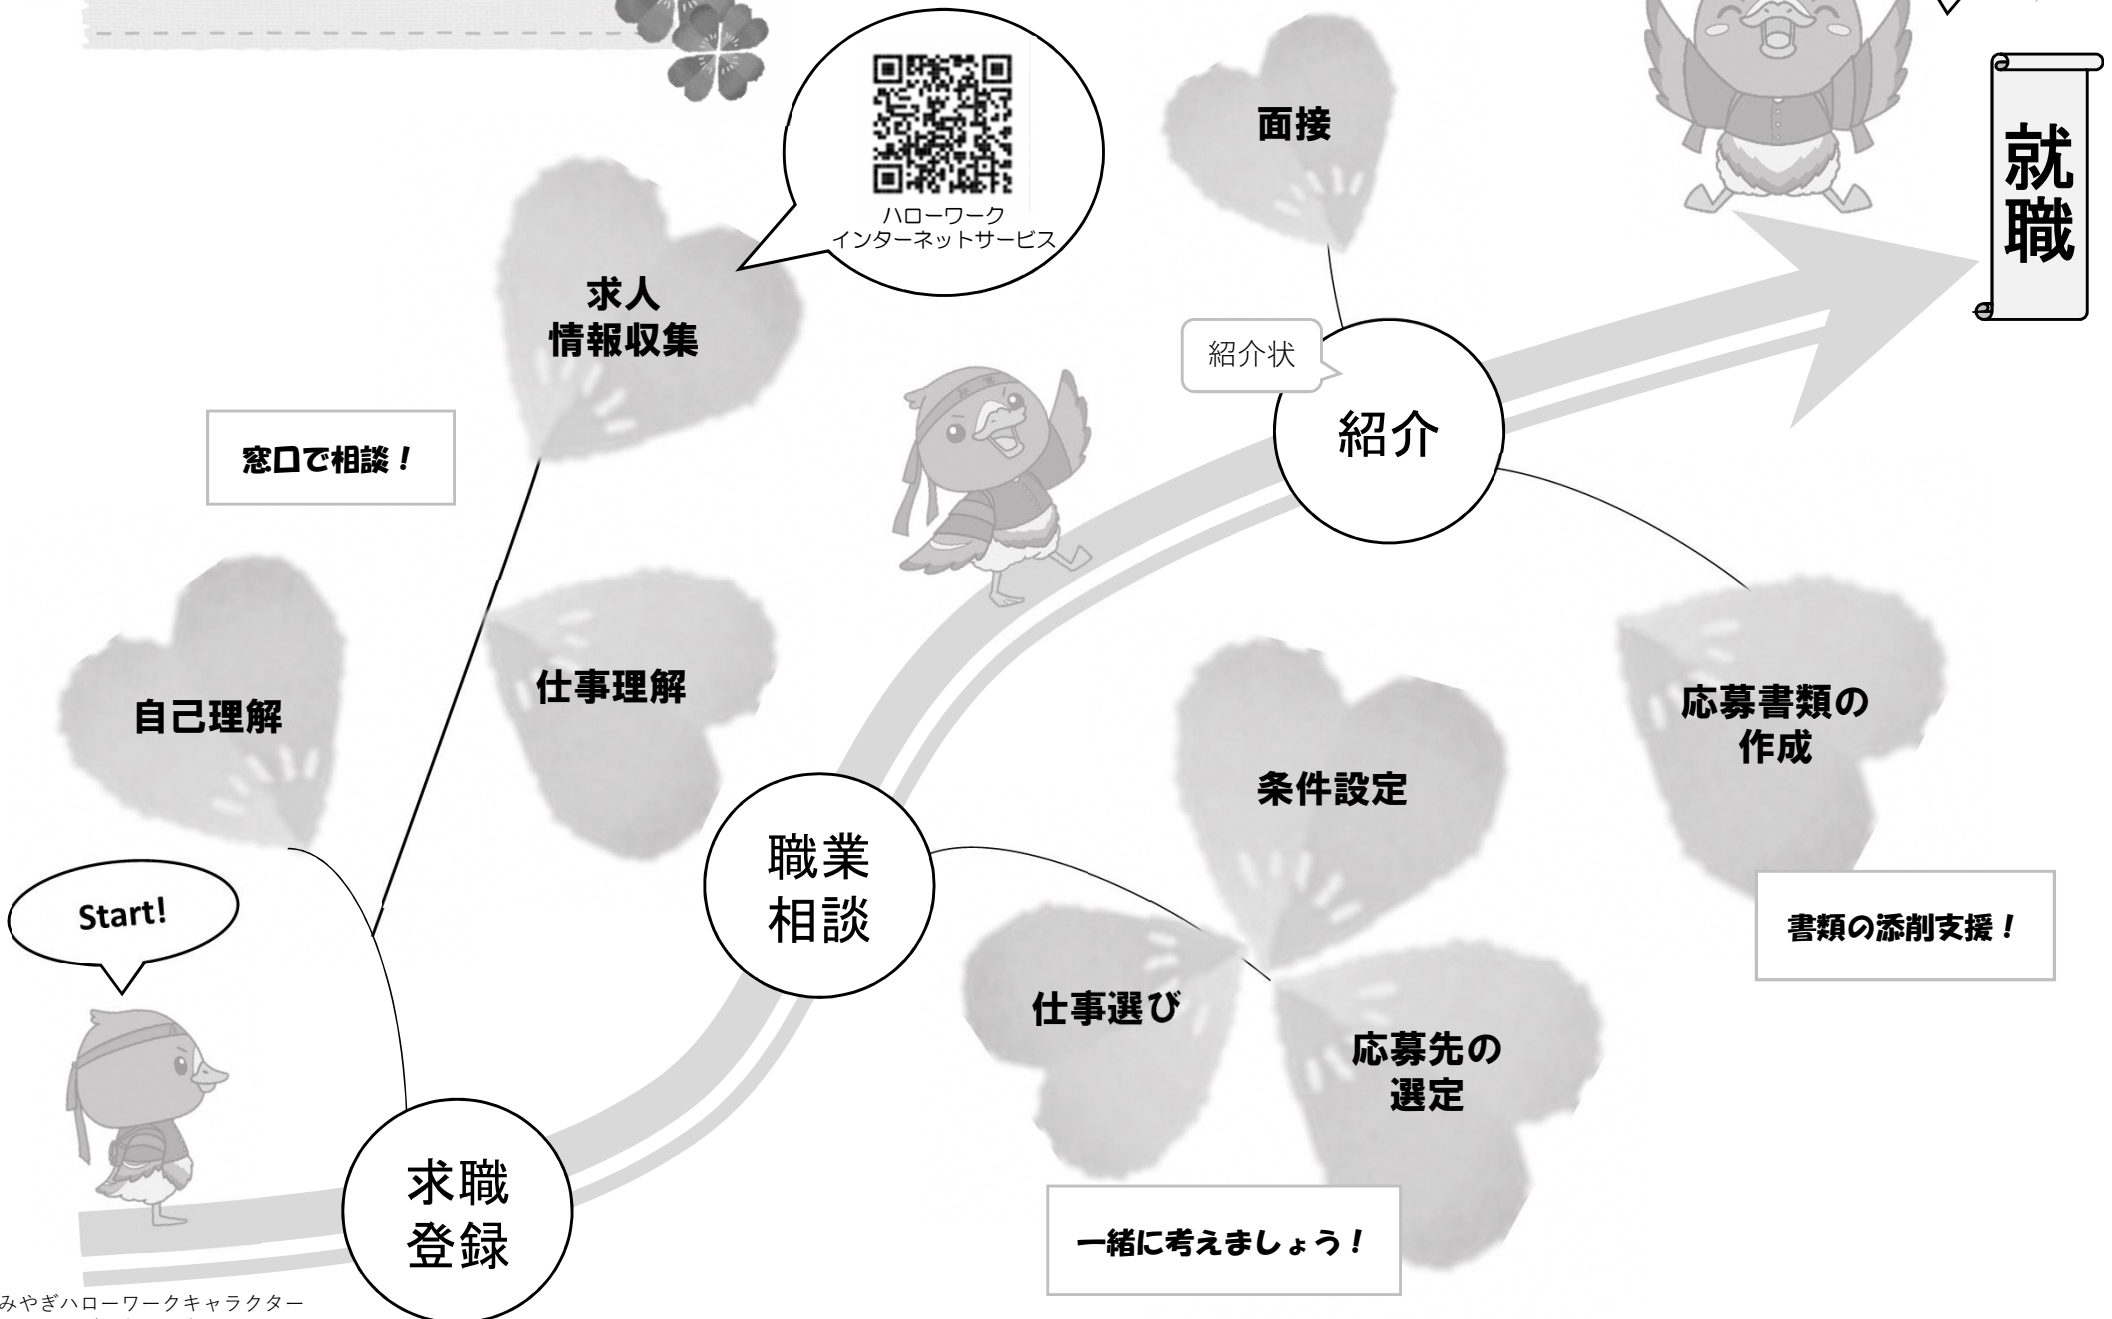 ハローワーク
インターネットサービス
面接
就職
求人
情報収集
紹介状
紹介
窓口で相談！
自己理解
仕事理解
応募書類の
作成
条件設定
職業
相談
Start!
書類の添削支援！
仕事選び
応募先の
選定
求職
登録
一緒に考えましょう！
みやぎハローワークキャラクター